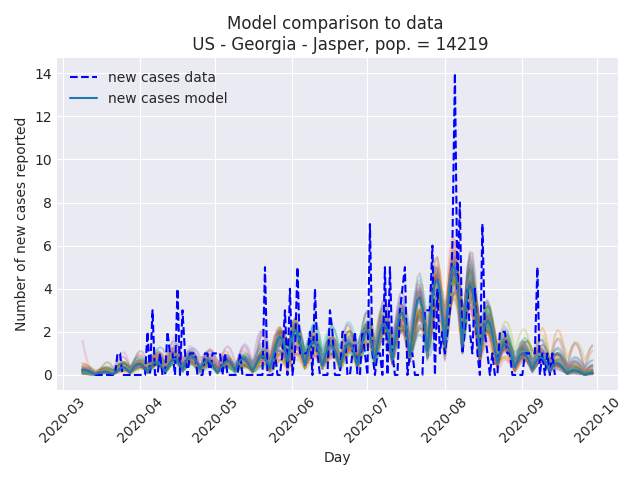 Model comparison to data
US - Georgia - Jasper, pop. = 14219
new cases data
new cases model
Number of new cases reported
14
12
10
8
6
4
2
0
2020-03
2020-04
2020-05
2020-06
2020-07
2020-08
2020-09
2020-10
Day